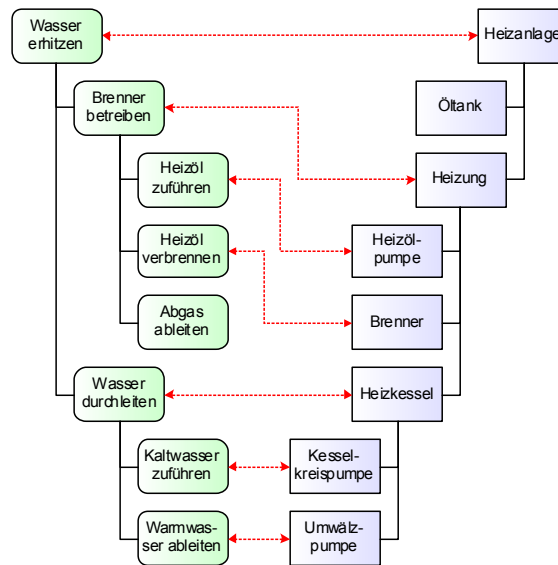 Wasser
erhitzen
Heizanlage
Brenner
betreiben
Öltank
Heizöl
zuführen
Heizung
Heizöl
verbrennen
Heizöl-
pumpe
Abgas
ableiten
Brenner
Wasser
durchleiten
Heizkessel
Kaltwasser
zuführen
Kessel-
kreispumpe
Warmwas-
ser ableiten
Umwälz-
pumpe